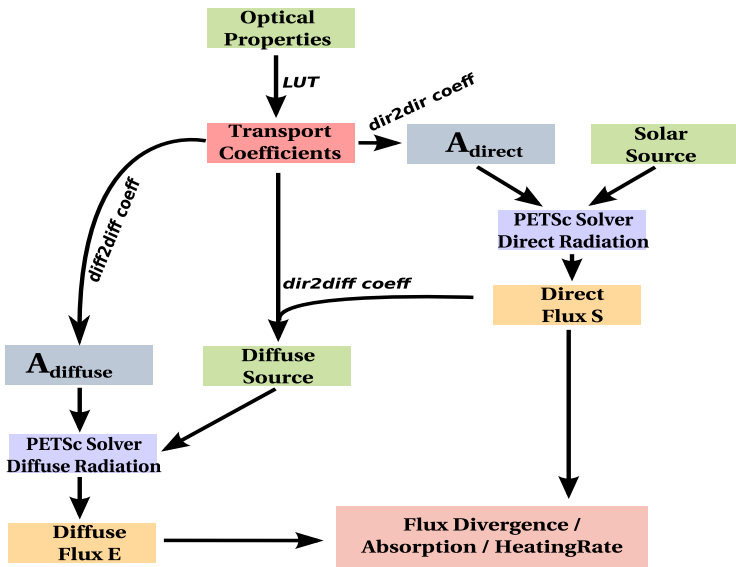 Optical
Properties
LUT
dir2dir coeff
Transport
Coefficients
A direct
Solar
Source
diff2diff coeff
PETSc Solver
Direct Radiation
dir2diff coeff
Direct
Flux S
A diffuse
Diffuse
Source
PETSc Solver
Diffuse Radiation
Diffuse
Flux E
Flux Divergence /
Absorption / HeatingRate